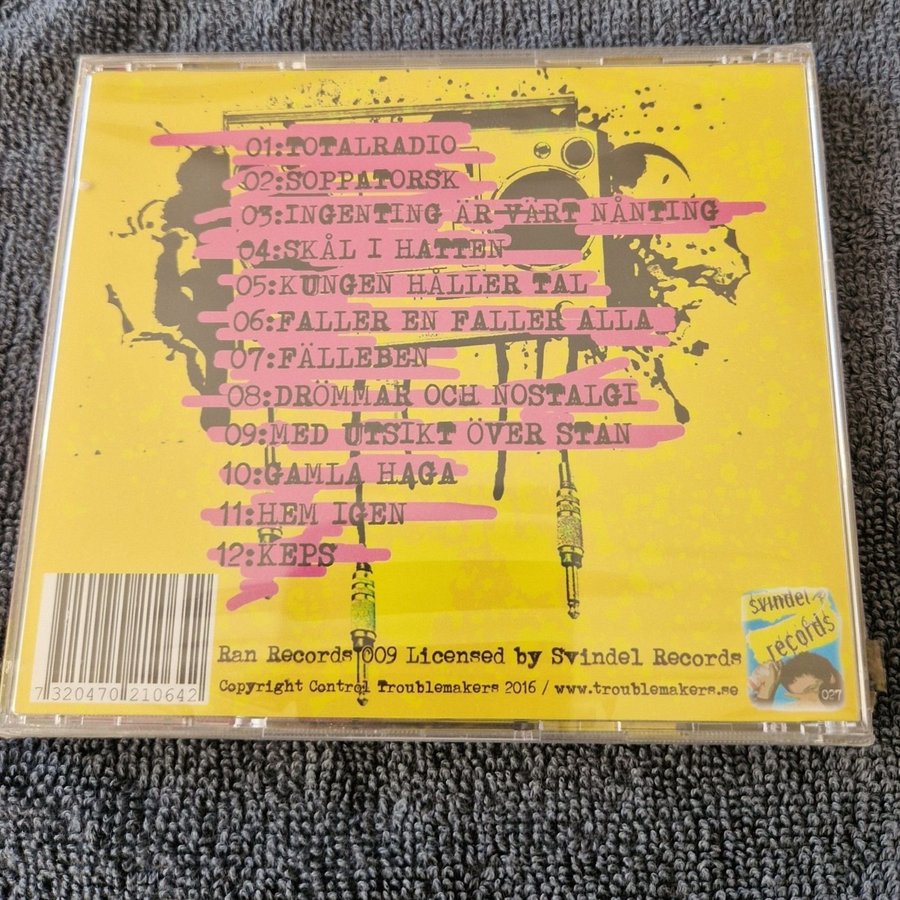 01:TOTALRADIO
02:SOPPATORSK
03:INGENTING ÄR VÄRT NÅNTING
04:SKÅL I HATTEN
05:KUNGEN HÅLLER TAL
06:FALLER EN FALLER ALLA
07:FÄLLEBEN
08:DRÖMMAR OCH NOSTALGI
09:MED UTSIKT ÖVER STAN
10:GAMLA HAGA
11:HEM IGEN
12:KEPS
Ran Records 009 Licensed by Svindel Records
Copyright Control Troublemakers 2016 / www.troublemakers.se
7 320470 210642
svindel
records
027